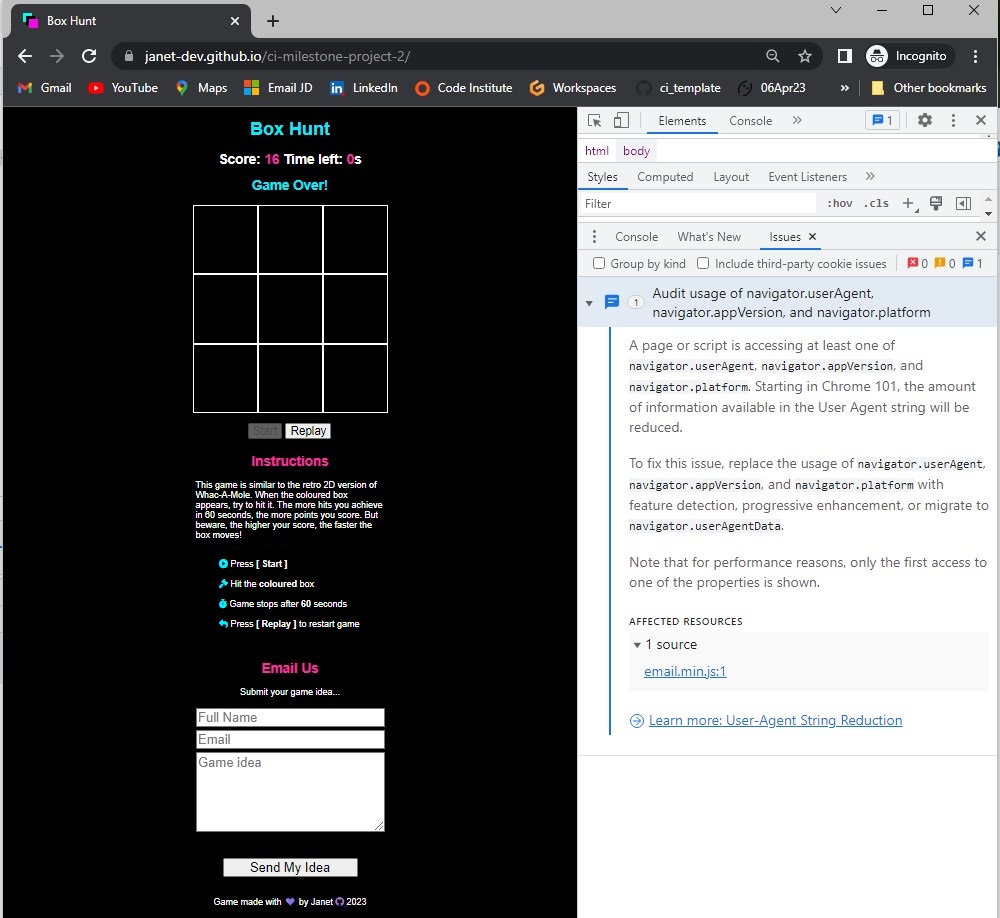 Box Hunt
janet-dev.github.io/ci-milestone-project-2/
Incognito
Gmail
YouTube
Maps
Email JD
LinkedIn
Code Institute
Workspaces
ci_template
06Apr23
»
Other bookmarks
Box Hunt
Score: 16 Time left: 0s
Game Over!
Start
Replay
Instructions
This game is similar to the retro 2D version of
Whac-A-Mole. When the coloured box
appears, try to hit it. The more hits you achieve
in 60 seconds, the more points you score. But
beware, the higher your score, the faster the
box moves!
Press [ Start ]
Hit the coloured box
Game stops after 60 seconds
Press [ Replay ] to restart game
Email Us
Submit your game idea...
Full Name
Email
Game idea
Send My Idea
Game made with by Janet 2023
Elements
Console
»
1
html
body
Styles
Computed
Layout
Event Listeners
»
Filter
:hov
.cls
Console
What's New
Issues
Group by kind
Include third-party cookie issues
0
0
1
1
Audit usage of navigator.userAgent,
navigator.appVersion, and navigator.platform
A page or script is accessing at least one of
navigator.userAgent, navigator.appVersion, and
navigator.platform. Starting in Chrome 101, the amount
of information available in the User Agent string will be
reduced.
To fix this issue, replace the usage of navigator.userAgent,
navigator.appVersion, and navigator.platform with
feature detection, progressive enhancement, or migrate to
navigator.userAgentData.
Note that for performance reasons, only the first access to
one of the properties is shown.
AFFECTED RESOURCES
1 source
email.min.js:1
Learn more: User-Agent String Reduction